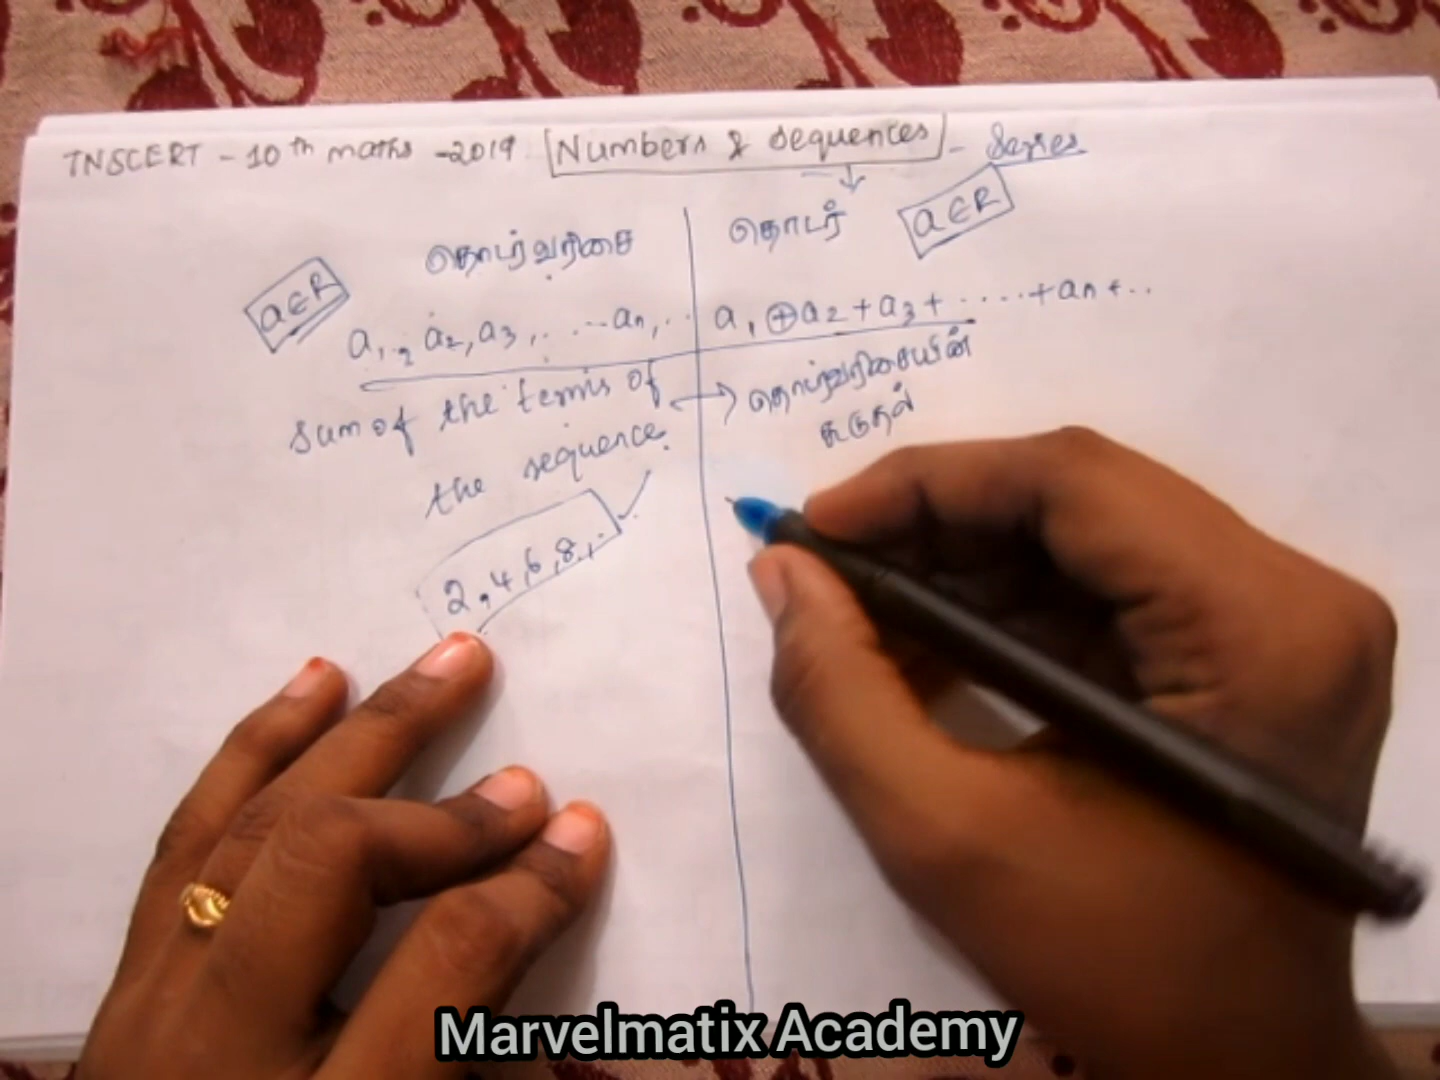 TNSCERT - 10th maths -2019 Numbers & sequences - Series
தொடர்வரிசை
a∈R
a1, a2, a3, ..... an, ..
sum of the terms of
the sequence
2, 4, 6, 8, .
தொடர்
a∈R
a1 ⊕ a2 + a3 + ..... + an + ...
தொடர்வரிசையின்
கூடுதல்
Marvelmatix Academy